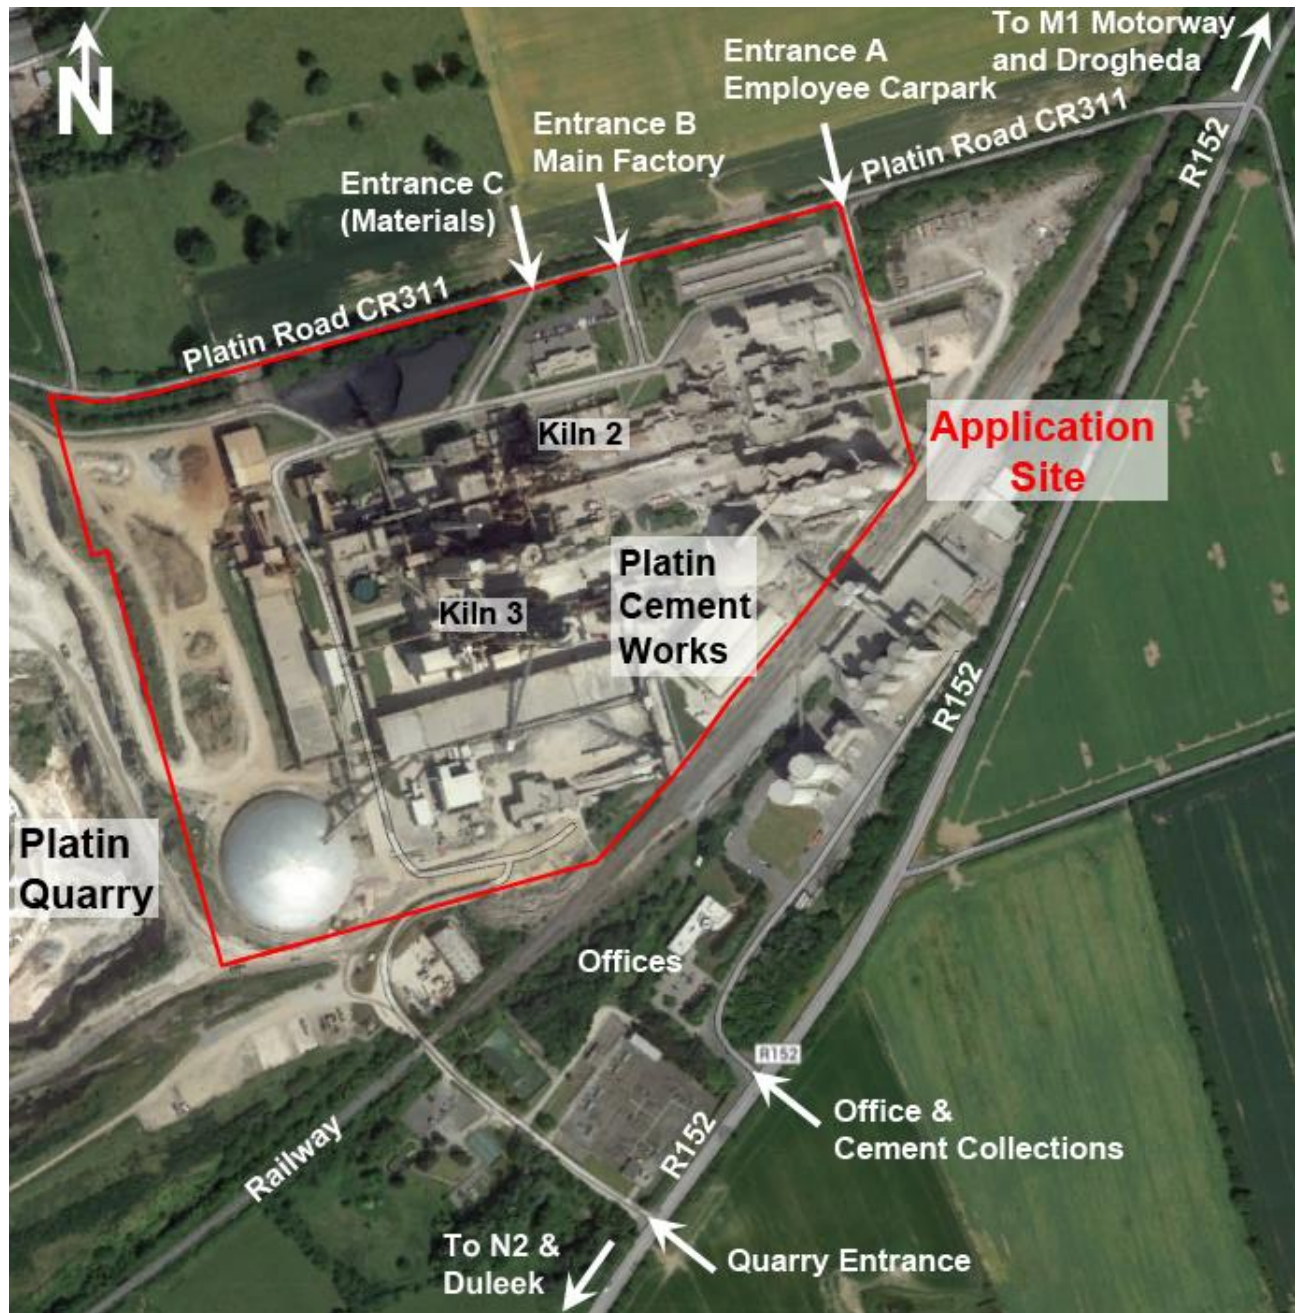 To M1 Motorway
and Drogheda
N
Entrance A
Employee Carpark
Entrance B
Main Factory
Entrance C
(Materials)
Platin Road CR311
R152
Platin Road CR311
Kiln 2
Application
Site
Platin
Cement
Works
Kiln 3
R152
Platin
Quarry
Offices
R152
Office &
Cement Collections
R152
Railway
To N2 &
Duleek
Quarry Entrance